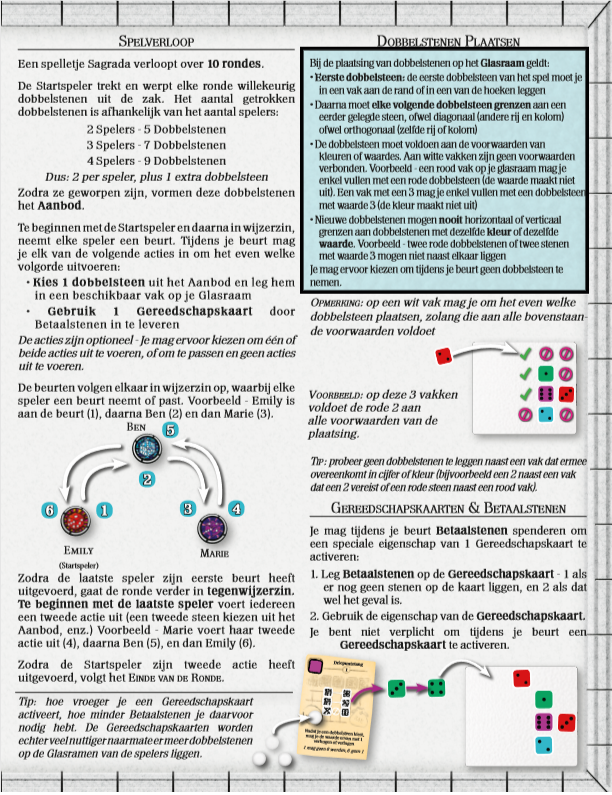 SPELVERLOOP
Een spelletje Sagrada verloopt over 10 rondes.
De Startspeler trekt en werpt elke ronde willekeurig
dobbelstenen uit de zak. Het aantal getrokken
dobbelstenen is afhankelijk van het aantal spelers:
2 Spelers - 5 Dobbelstenen
3 Spelers - 7 Dobbelstenen
4 Spelers - 9 Dobbelstenen
Dus: 2 per speler, plus 1 extra dobbelsteen
Zodra ze geworpen zijn, vormen deze dobbelstenen
het Aanbod.
Te beginnen met de Startspeler en daarna in wijzerzin,
neemt elke speler een beurt. Tijdens je beurt mag
je elk van de volgende acties in om het even welke
volgorde uitvoeren:
• Kies 1 dobbelsteen uit het Aanbod en leg hem
in een beschikbaar vak op je Glasraam
• Gebruik 1 Gereedschapskaart door
Betaalstenen in te leveren
De acties zijn optioneel - Je mag ervoor kiezen om één of
beide acties uit te voeren, of om te passen en geen acties
uit te voeren.
De beurten volgen elkaar in wijzerzin op, waarbij elke
speler een beurt neemt of past. Voorbeeld - Emily is
aan de beurt (1), daarna Ben (2) en dan Marie (3).
BEN
5
2
6
1
3
4
EMILY
(Startspeler)
MARIE
Zodra de laatste speler zijn eerste beurt heeft
uitgevoerd, gaat de ronde verder in tegenwijzerzin.
Te beginnen met de laatste speler voert iedereen
een tweede actie uit (een tweede steen kiezen uit het
Aanbod, enz.) Voorbeeld - Marie voert haar tweede
actie uit (4), daarna Ben (5), en dan Emily (6).
Zodra de Startspeler zijn tweede actie heeft
uitgevoerd, volgt het EINDE VAN DE RONDE.
Tip: hoe vroeger je een Gereedschapskaart
activeert, hoe minder Betaalstenen je daarvoor
nodig hebt. De Gereedschapskaarten worden
echter veel nuttiger naarmate er meer dobbelstenen
op de Glasramen van de spelers liggen.
DOBBELSTENEN PLAATSEN
Bij de plaatsing van dobbelstenen op het Glasraam geldt:
• Eerste dobbelsteen: de eerste dobbelsteen van het spel moet je
in een vak aan de rand of in een van de hoeken leggen
• Daarna moet elke volgende dobbelsteen grenzen aan een
eerder gelegde steen, ofwel diagonaal (andere rij en kolom)
ofwel orthogonaal (zelfde rij of kolom)
• De dobbelsteen moet voldoen aan de voorwaarden van
kleuren of waardes. Aan witte vakken zijn geen voorwaarden
verbonden. Voorbeeld - een rood vak op je glasraam mag je
enkel vullen met een rode dobbelsteen (de waarde maakt niet
uit). Een vak met een 3 mag je enkel vullen met een dobbelsteen
met waarde 3 (de kleur maakt niet uit)
• Nieuwe dobbelstenen mogen nooit horizontaal of verticaal
grenzen aan dobbelstenen met dezelfde kleur of dezelfde
waarde. Voorbeeld - twee rode dobbelstenen of twee stenen
met waarde 3 mogen niet naast elkaar liggen
Je mag ervoor kiezen om tijdens je beurt geen dobbelsteen te
nemen.
OPMERKING: op een wit vak mag je om het even welke
dobbelsteen plaatsen, zolang die aan alle bovenstaan-
de voorwaarden voldoet
VOORBEELD: op deze 3 vakken
voldoet de rode 2 aan
alle voorwaarden van de
plaatsing.
TIP: probeer geen dobbelstenen te leggen naast een vak dat ermee
overeenkomt in cijfer of kleur (bijvoorbeeld een 2 naast een vak
dat een 2 vereist of een rode steen naast een rood vak).
GEREEDSCHAPSKAARTEN & BETAALSTENEN
Je mag tijdens je beurt Betaalstenen spenderen om
een speciale eigenschap van 1 Gereedschapskaart te
activeren:
1. Leg Betaalstenen op de Gereedschapskaart - 1 als
er nog geen stenen op de kaart liggen, en 2 als dat
wel het geval is.
2. Gebruik de eigenschap van de Gereedschapskaart.
Je bent niet verplicht om tijdens je beurt een
Gereedschapskaart te activeren.